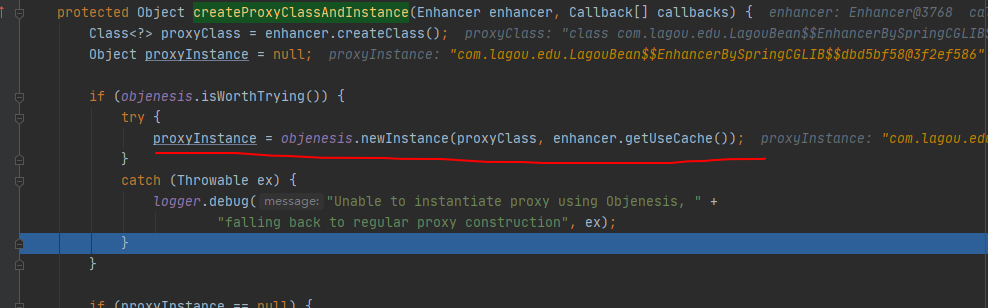 protected Object createProxyClassAndInstance(Enhancer enhancer, Callback[] callbacks) { enhancer: Enhancer@3768 cal
Class<?> proxyClass = enhancer.createClass(); proxyClass: "class com.lagou.edu.LagouBean$$EnhancerBySpringCGLIB$
Object proxyInstance = null; proxyInstance: "com.lagou.edu.LagouBean$$EnhancerBySpringCGLIB$$dbd5bf58@3f2ef586"
if (objenesis.isWorthTrying()) {
try {
proxyInstance = objenesis.newInstance(proxyClass, enhancer.getUseCache()); proxyInstance: "com.lagou.edu
}
catch (Throwable ex) {
logger.debug( message: "Unable to instantiate proxy using Objenesis, " +
"falling back to regular proxy construction", ex);
}
}
if (proxyInstance == null) {